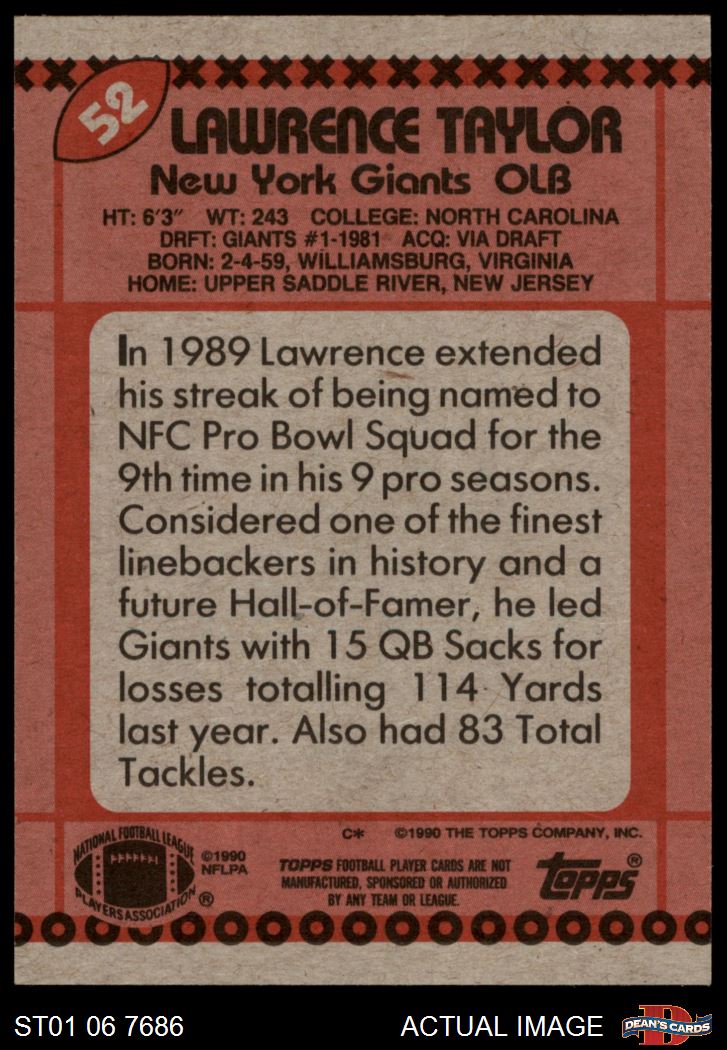 52
LAWRENCE TAYLOR
New York Giants OLB
HT: 6'3" WT: 243 COLLEGE: NORTH CAROLINA
DRFT: GIANTS #1-1981 ACQ: VIA DRAFT
BORN: 2-4-59, WILLIAMSBURG, VIRGINIA
HOME: UPPER SADDLE RIVER, NEW JERSEY
In 1989 Lawrence extended
his streak of being named to
NFC Pro Bowl Squad for the
9th time in his 9 pro seasons.
Considered one of the finest
linebackers in history and a
future Hall-of-Famer, he led
Giants with 15 QB Sacks for
losses totalling 114 Yards
last year. Also had 83 Total
Tackles.
C* ©1990 THE TOPPS COMPANY, INC.
NATIONAL FOOTBALL LEAGUE
PLAYERS ASSOCIATION ®
©1990
NFLPA
TOPPS FOOTBALL PLAYER CARDS ARE NOT
MANUFACTURED, SPONSORED OR AUTHORIZED
BY ANY TEAM OR LEAGUE.
topps®
ST01 06 7686
ACTUAL IMAGE
D
DEAN'S CARDS